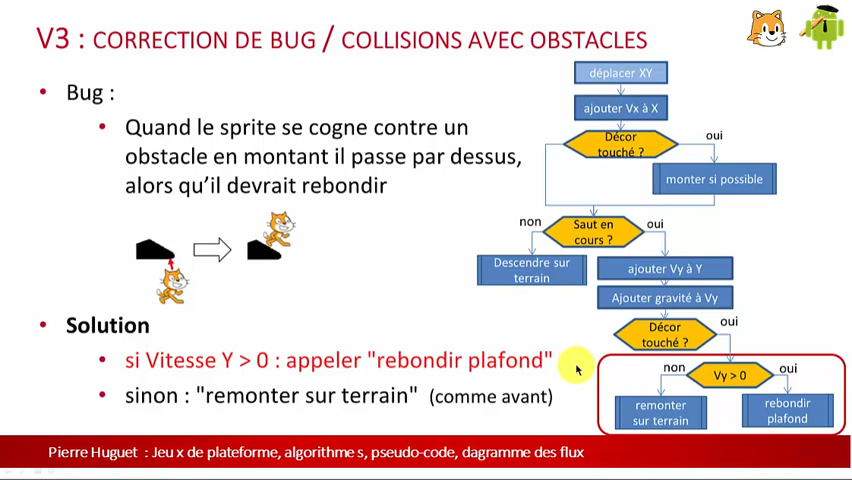 V3 : CORRECTION DE BUG / COLLISIONS AVEC OBSTACLES
• Bug :
• Quand le sprite se cogne contre un
obstacle en montant il passe par dessus,
alors qu'il devrait rebondir
• Solution
• si Vitesse Y > 0 : appeler "rebondir plafond"
• sinon : "remonter sur terrain" (comme avant)
déplacer XY
ajouter Vx à X
Décor
touché ?
oui
monter si possible
non
Saut en
cours ?
oui
Descendre sur
terrain
ajouter Vy à Y
Ajouter gravité à Vy
Décor
touché ?
oui
non
Vy > 0
oui
remonter
sur terrain
rebondir
plafond
Pierre Huguet : Jeu x de plateforme, algorithme s, pseudo-code, dagramme des flux